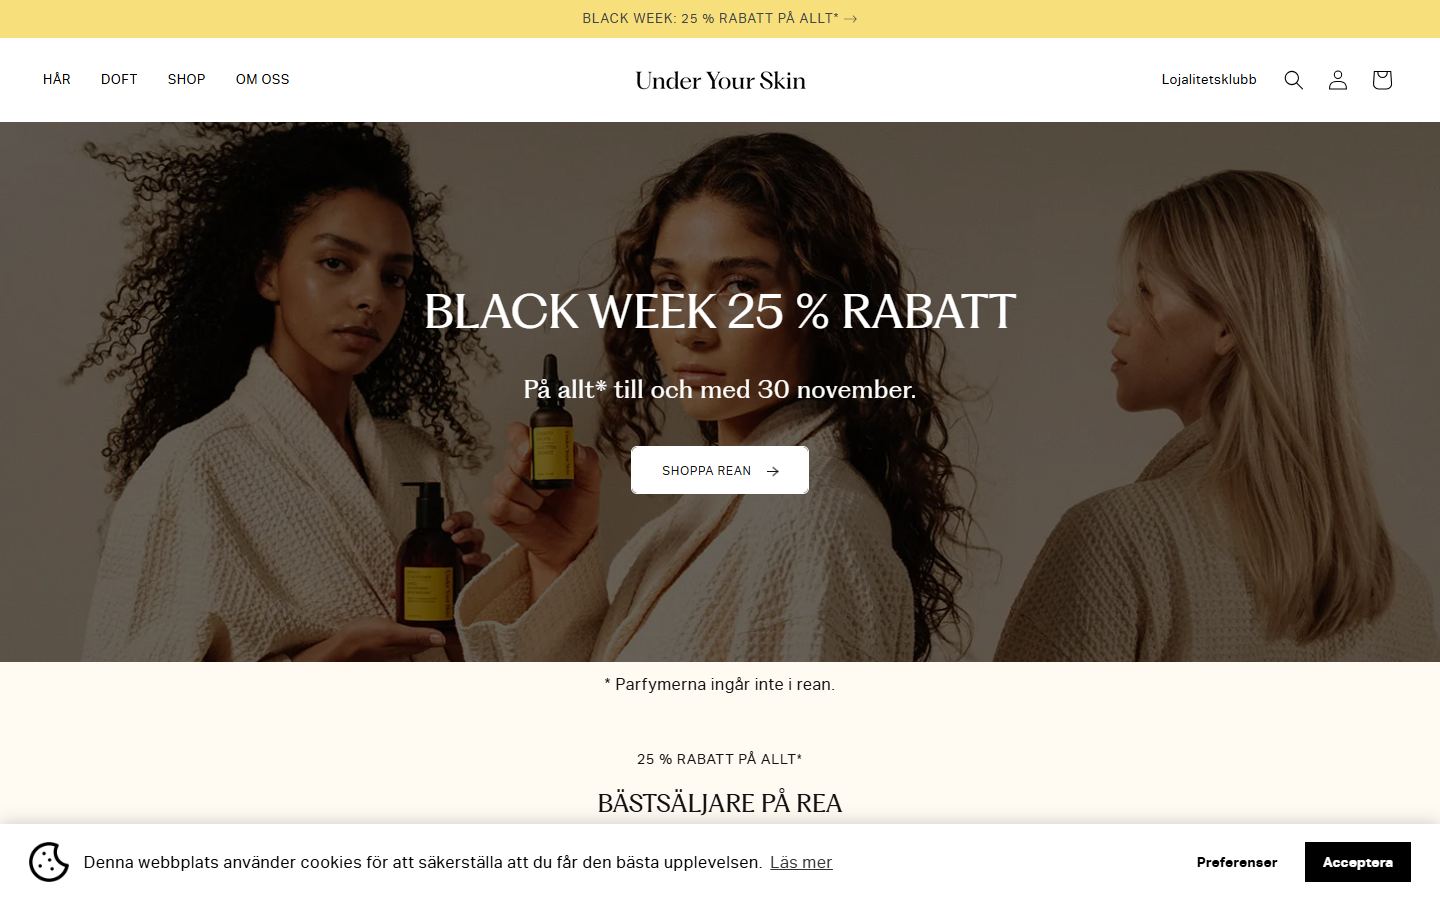 BLACK WEEK: 25 % RABATT PÅ ALLT* →
HÅR
DOFT
SHOP
OM OSS
Under Your Skin
Lojalitetsklubb
BLACK WEEK 25 % RABATT
På allt* till och med 30 november.
SHOPPA REAN →
* Parfymerna ingår inte i rean.
25 % RABATT PÅ ALLT*
BÄSTSÄLJARE PÅ REA
Denna webbplats använder cookies för att säkerställa att du får den bästa upplevelsen. Läs mer
Preferenser
Acceptera